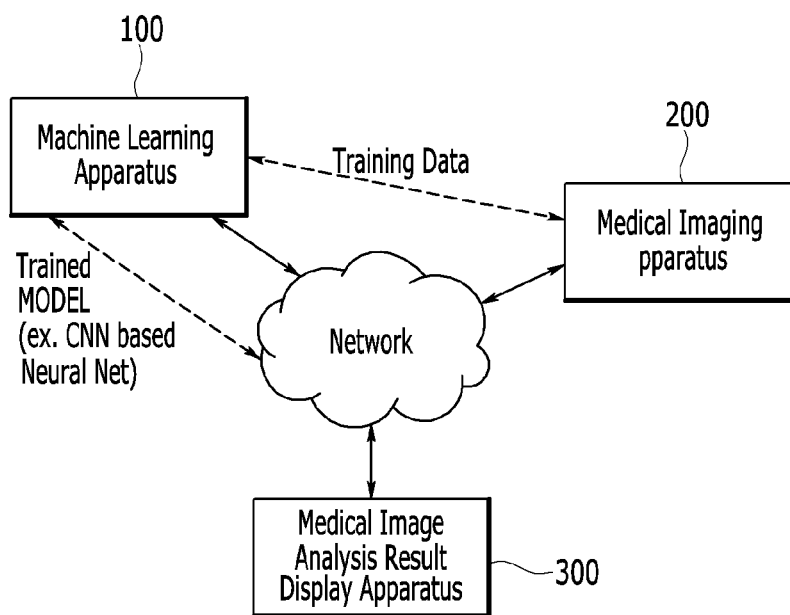 100
Machine Learning
Apparatus
Training Data
200
Medical Imaging
pparatus
Trained
MODEL
(ex. CNN based
Neural Net)
Network
Medical Image
Analysis Result
Display Apparatus
300